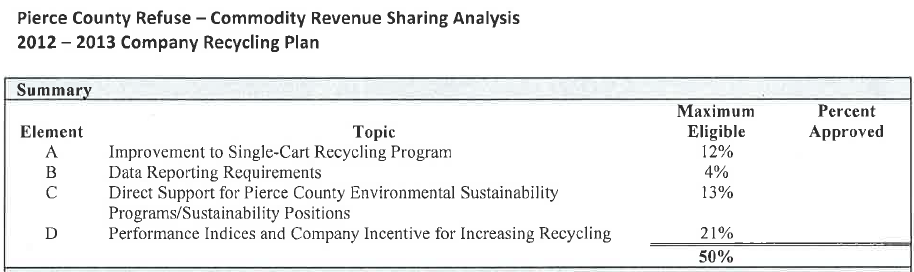 Pierce County Refuse – Commodity Revenue Sharing Analysis
2012 – 2013 Company Recycling Plan
Summary
Maximum Percent
Element Topic Eligible Approved
A Improvement to Single-Cart Recycling Program 12%
B Data Reporting Requirements 4%
C Direct Support for Pierce County Environmental Sustainability 13%
Programs/Sustainability Positions
D Performance Indices and Company Incentive for Increasing Recycling 21%
50%